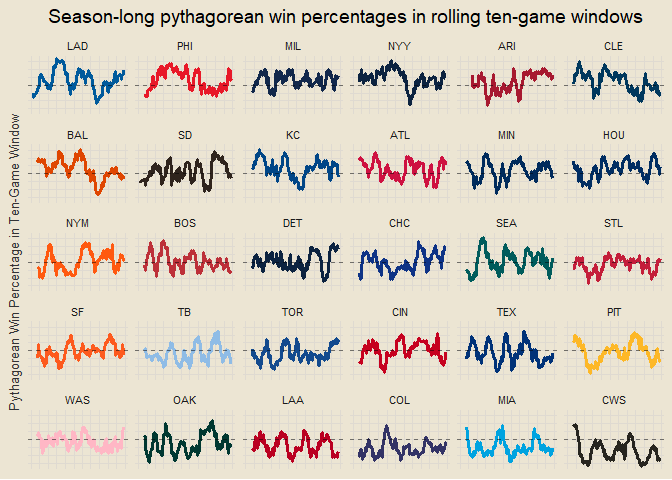 Season-long pythagorean win percentages in rolling ten-game windows
Pythagorean Win Percentage in Ten-Game Window
LAD PHI MIL NYY ARI CLE
BAL SD KC ATL MIN HOU
NYM BOS DET CHC SEA STL
SF TB TOR CIN TEX PIT
WAS OAK LAA COL MIA CWS